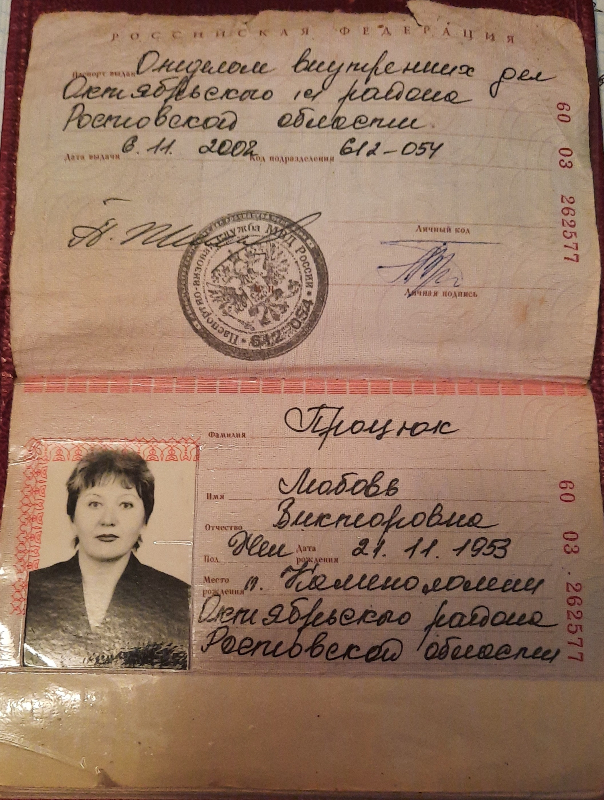 РОССИЙСКАЯ ФЕДЕРАЦИЯ
Паспорт выдан Отделом внутренних дел
Октябрьского района
Ростовской области.
Дата выдачи 6.11.2002 Код подразделения 612-054
60 03 262577
Паспортно-визовая служба МВД России
612-054
Личный код
Личная подпись
Фамилия Процюк
Имя Любовь
Отчество Викторовна
Пол Жен Дата рождения 21.11.1953
Место рождения п. Каменоломни
Октябрьского района
Ростовской области
60 03 262577